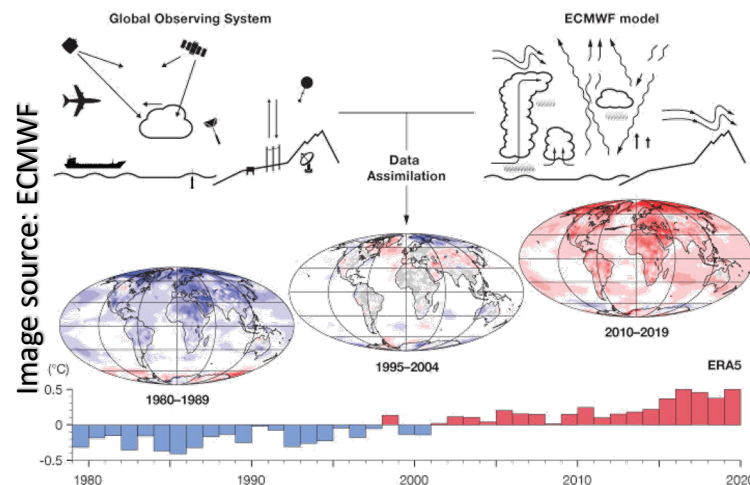 Global Observing System
ECMWF model
Image source: ECMWF
Data
Assimilation
1980–1989
1995–2004
2010–2019
ERA5
(°C)
0.5
0
-0.5
1980
1990
2000
2010
2020